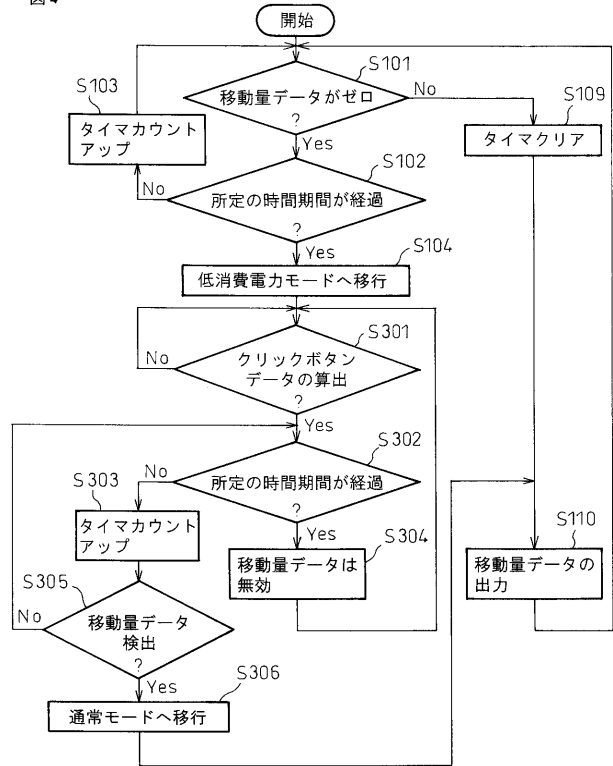 図4
開始
S101
移動量データがゼロ
?
No
Yes
S103
タイマカウント
アップ
S109
タイマクリア
S102
所定の時間期間が経過
?
No
Yes
S104
低消費電力モードへ移行
S301
クリックボタン
データの算出
?
No
Yes
S302
所定の時間期間が経過
?
No
Yes
S303
タイマカウント
アップ
S304
移動量データは
無効
S110
移動量データの
出力
S305
移動量データ
検出
?
No
Yes
S306
通常モードへ移行